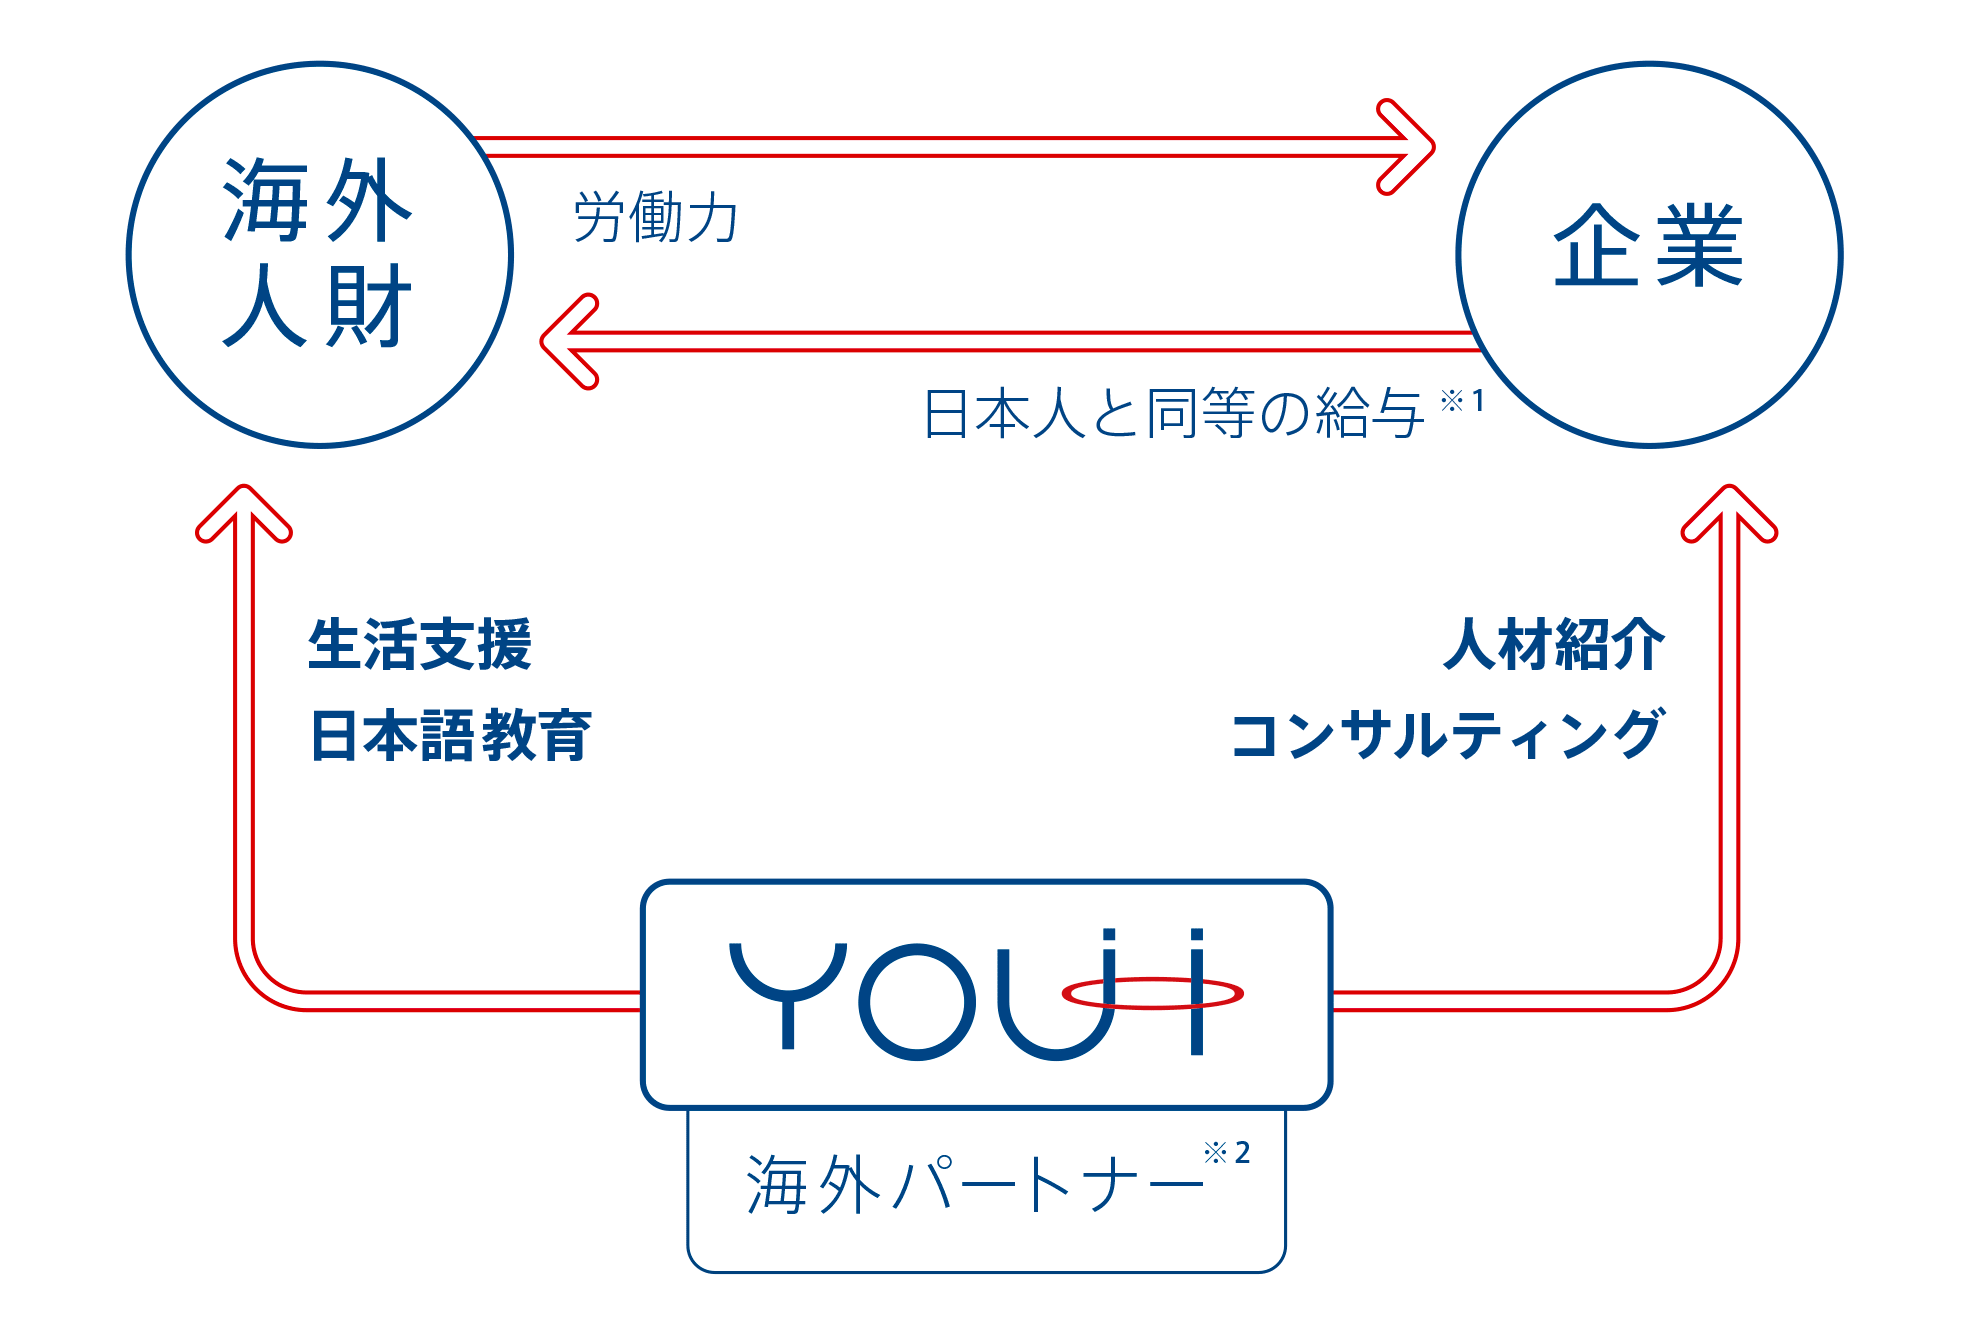 海外
人財
企業
労働力
日本人と同等の給与 ※1
生活支援
日本語教育
人材紹介
コンサルティング
YOUI
海外パートナー※2